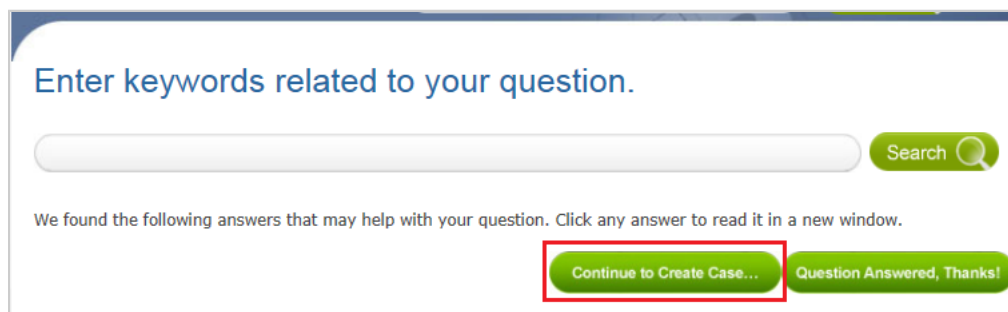 Enter keywords related to your question.
Search
We found the following answers that may help with your question. Click any answer to read it in a new window.
Continue to Create Case...
Question Answered, Thanks!